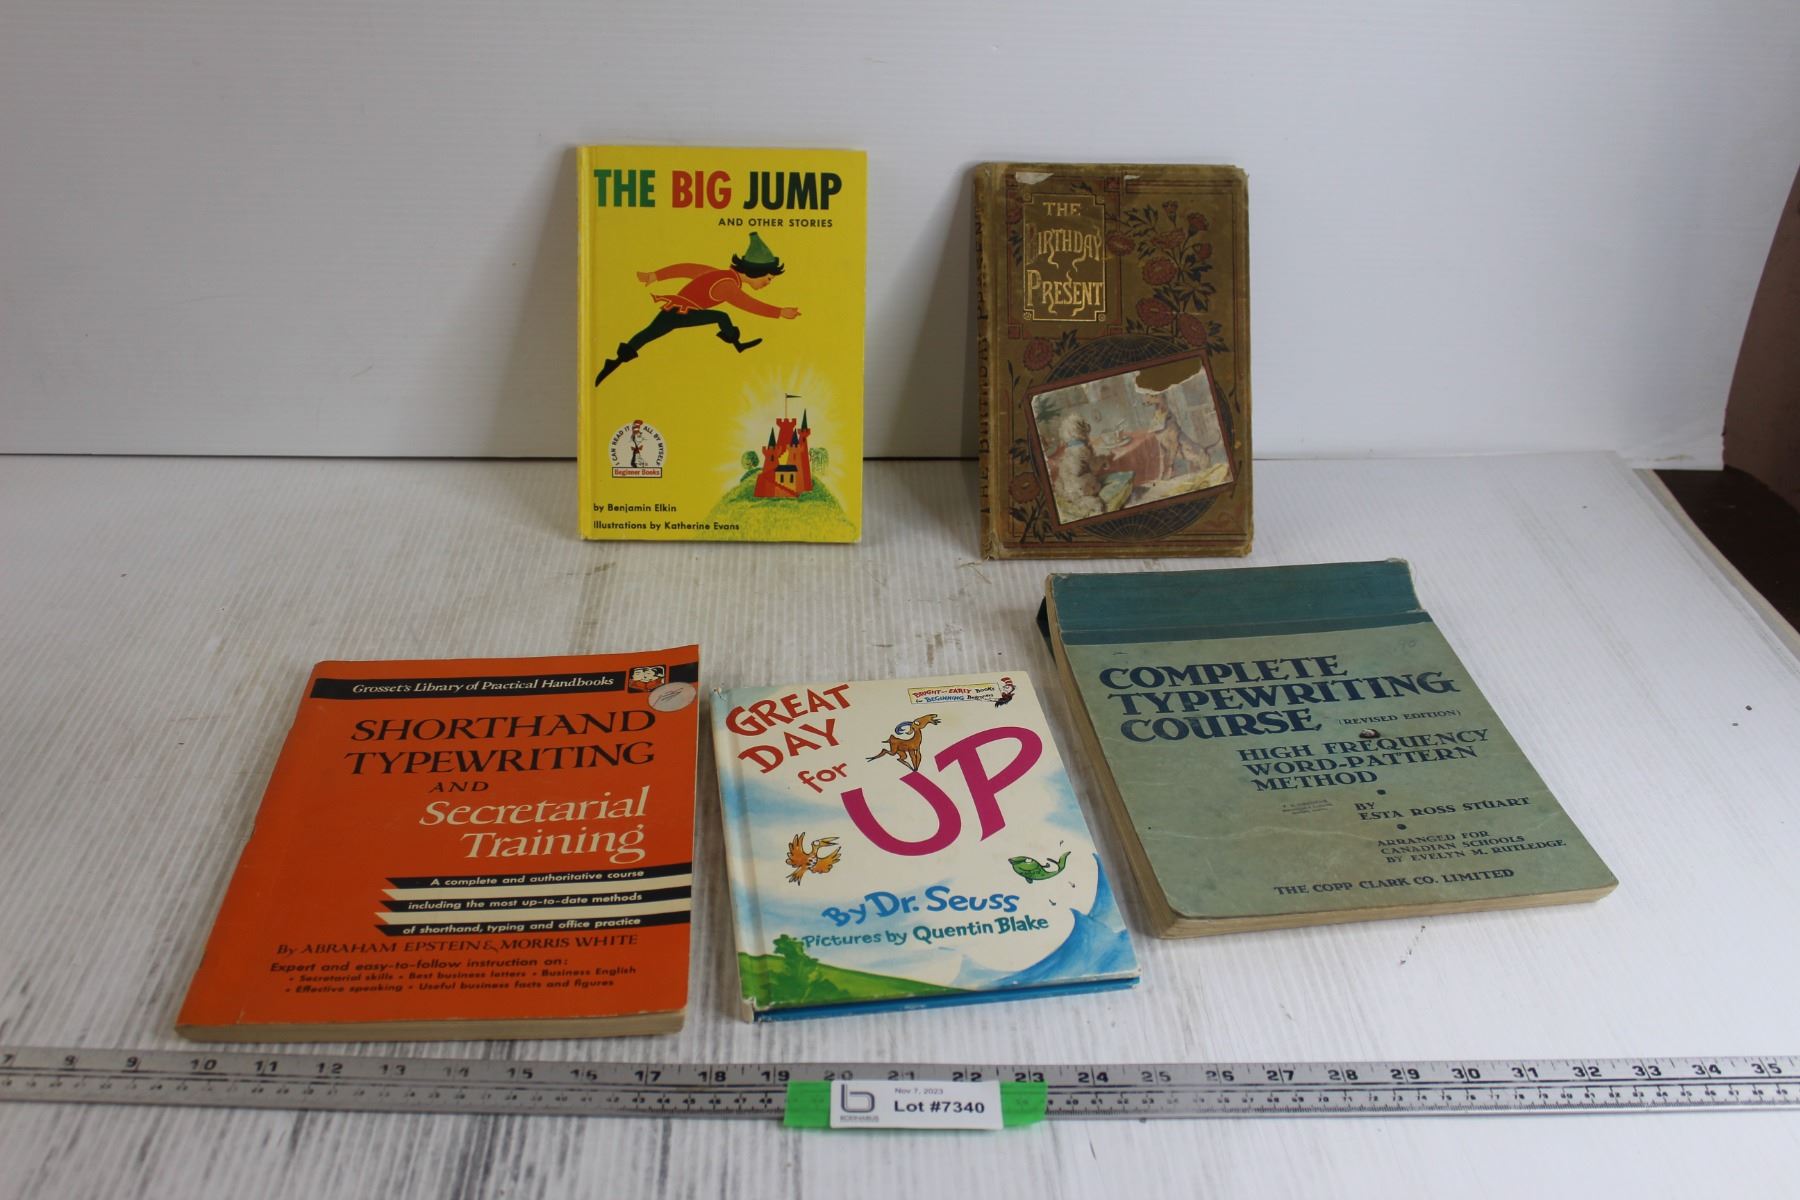 THE BIG JUMP
AND OTHER STORIES
I CAN READ IT ALL BY MYSELF
Beginner Books
by Benjamin Elkin
Illustrations by Katherine Evans
THE
BIRTHDAY
PRESENT
THE BIRTHDAY PRESENT
Grosset's Library of Practical Handbooks
SHORTHAND
TYPEWRITING
AND
Secretarial
Training
A complete and authoritative course
including the most up-to-date methods
of shorthand, typing and office practice
By ABRAHAM EPSTEIN & MORRIS WHITE
Expert and easy-to-follow instruction on:
• Secretarial skills • Best business letters • Business English
• Effective speaking • Useful business facts and figures
BRIGHT and EARLY Books
for BEGINNING Beginners
GREAT
DAY
for
UP
By Dr. Seuss
Pictures by Quentin Blake
COMPLETE
TYPEWRITING
COURSE (REVISED EDITION)
HIGH FREQUENCY
WORD-PATTERN
METHOD
BY
ESTA ROSS STUART
ARRANGED FOR
CANADIAN SCHOOLS
BY EVELYN M. RUTLEDGE
THE COPP CLARK CO. LIMITED
7 8 9 10 11 12 13 14 15 16 17 18 19 20 21 22 23 24 25 26 27 28 29 30 31 32 33 34 35
b
BODNARUS
Nov 7, 2023
Lot #7340